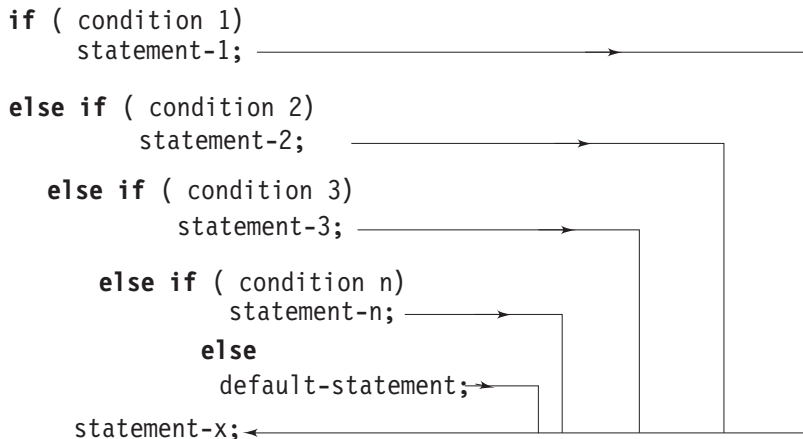 if ( condition 1)
statement-1;
else if ( condition 2)
statement-2;
else if ( condition 3)
statement-3;
else if ( condition n)
statement-n;
else
default-statement;
statement-x;